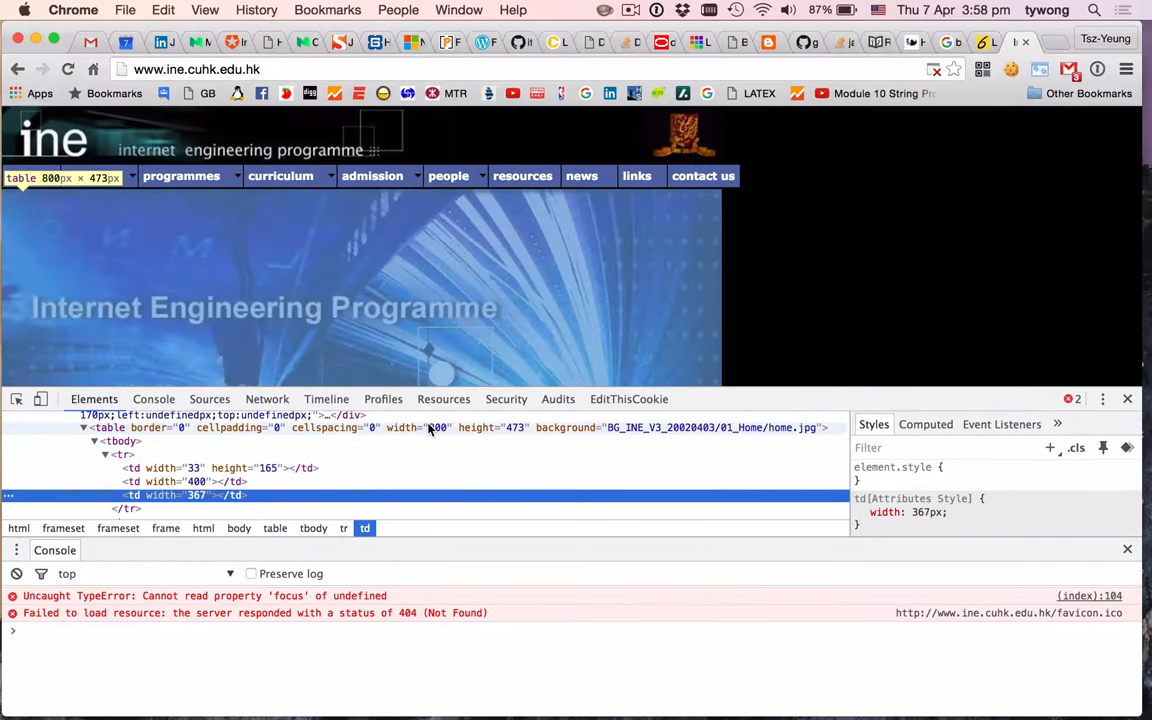 Chrome File Edit View History Bookmarks People Window Help 87% Thu 7 Apr 3:58 pm tywong
Tsz-Yeung
www.ine.cuhk.edu.hk
Apps Bookmarks GB MTR LATEX Module 10 String Pr Other Bookmarks
ine internet engineering programme
table 800px × 473px programmes curriculum admission people resources news links contact us
Internet Engineering Programme
Elements Console Sources Network Timeline Profiles Resources Security Audits EditThisCookie 2
170px;left:undefinedpx;top:undefinedpx;">…</div>
<table border="0" cellpadding="0" cellspacing="0" width="800" height="473" background="BG_INE_V3_20020403/01_Home/home.jpg">
<tbody>
<tr>
<td width="33" height="165"></td>
<td width="400"></td>
<td width="367"></td>
</tr>
Styles Computed Event Listeners »
Filter .cls
element.style {
}
td[Attributes Style] {
width: 367px;
}
html frameset frameset frame html body table tbody tr td
Console
top Preserve log
Uncaught TypeError: Cannot read property 'focus' of undefined (index):104
Failed to load resource: the server responded with a status of 404 (Not Found) http://www.ine.cuhk.edu.hk/favicon.ico